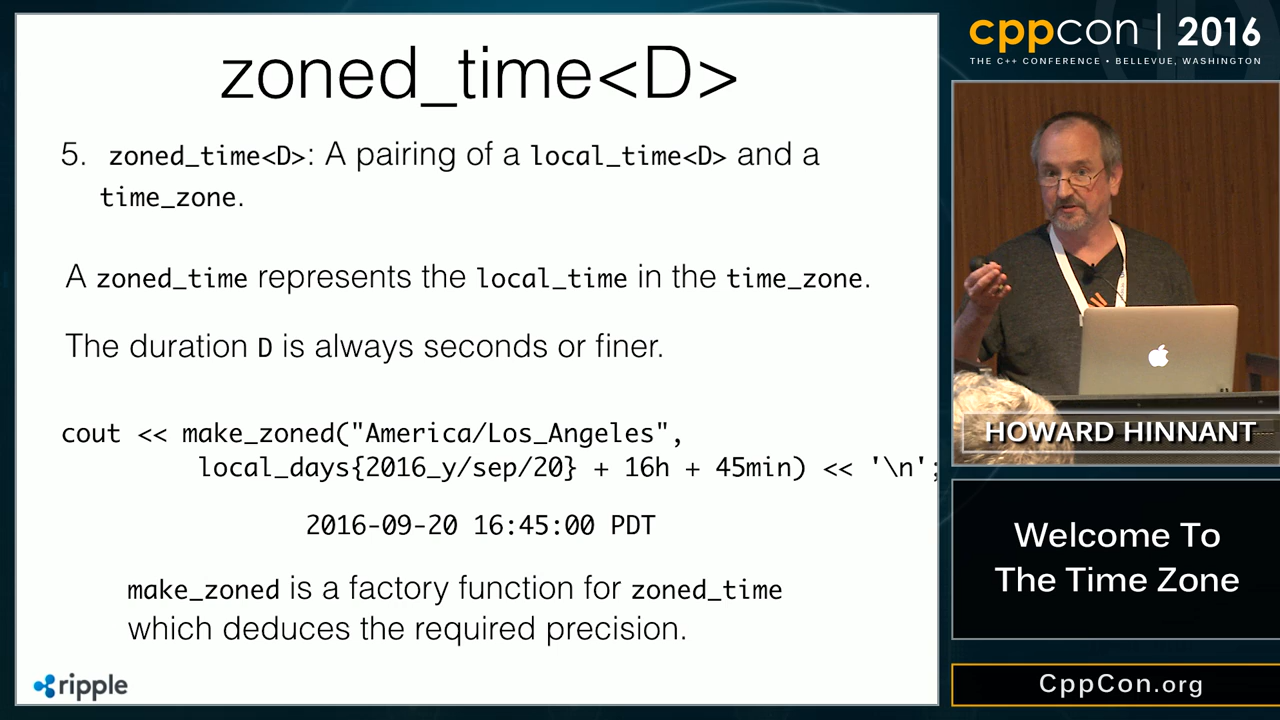 zoned_time<D>
5. zoned_time<D>: A pairing of a local_time<D> and a
time_zone.
A zoned_time represents the local_time in the time_zone.
The duration D is always seconds or finer.
cout << make_zoned("America/Los_Angeles",
local_days{2016_y/sep/20} + 16h + 45min) << '\n';
2016-09-20 16:45:00 PDT
make_zoned is a factory function for zoned_time
which deduces the required precision.
ripple
cppcon | 2016
THE C++ CONFERENCE • BELLEVUE, WASHINGTON
HOWARD HINNANT
Welcome To
The Time Zone
CppCon.org